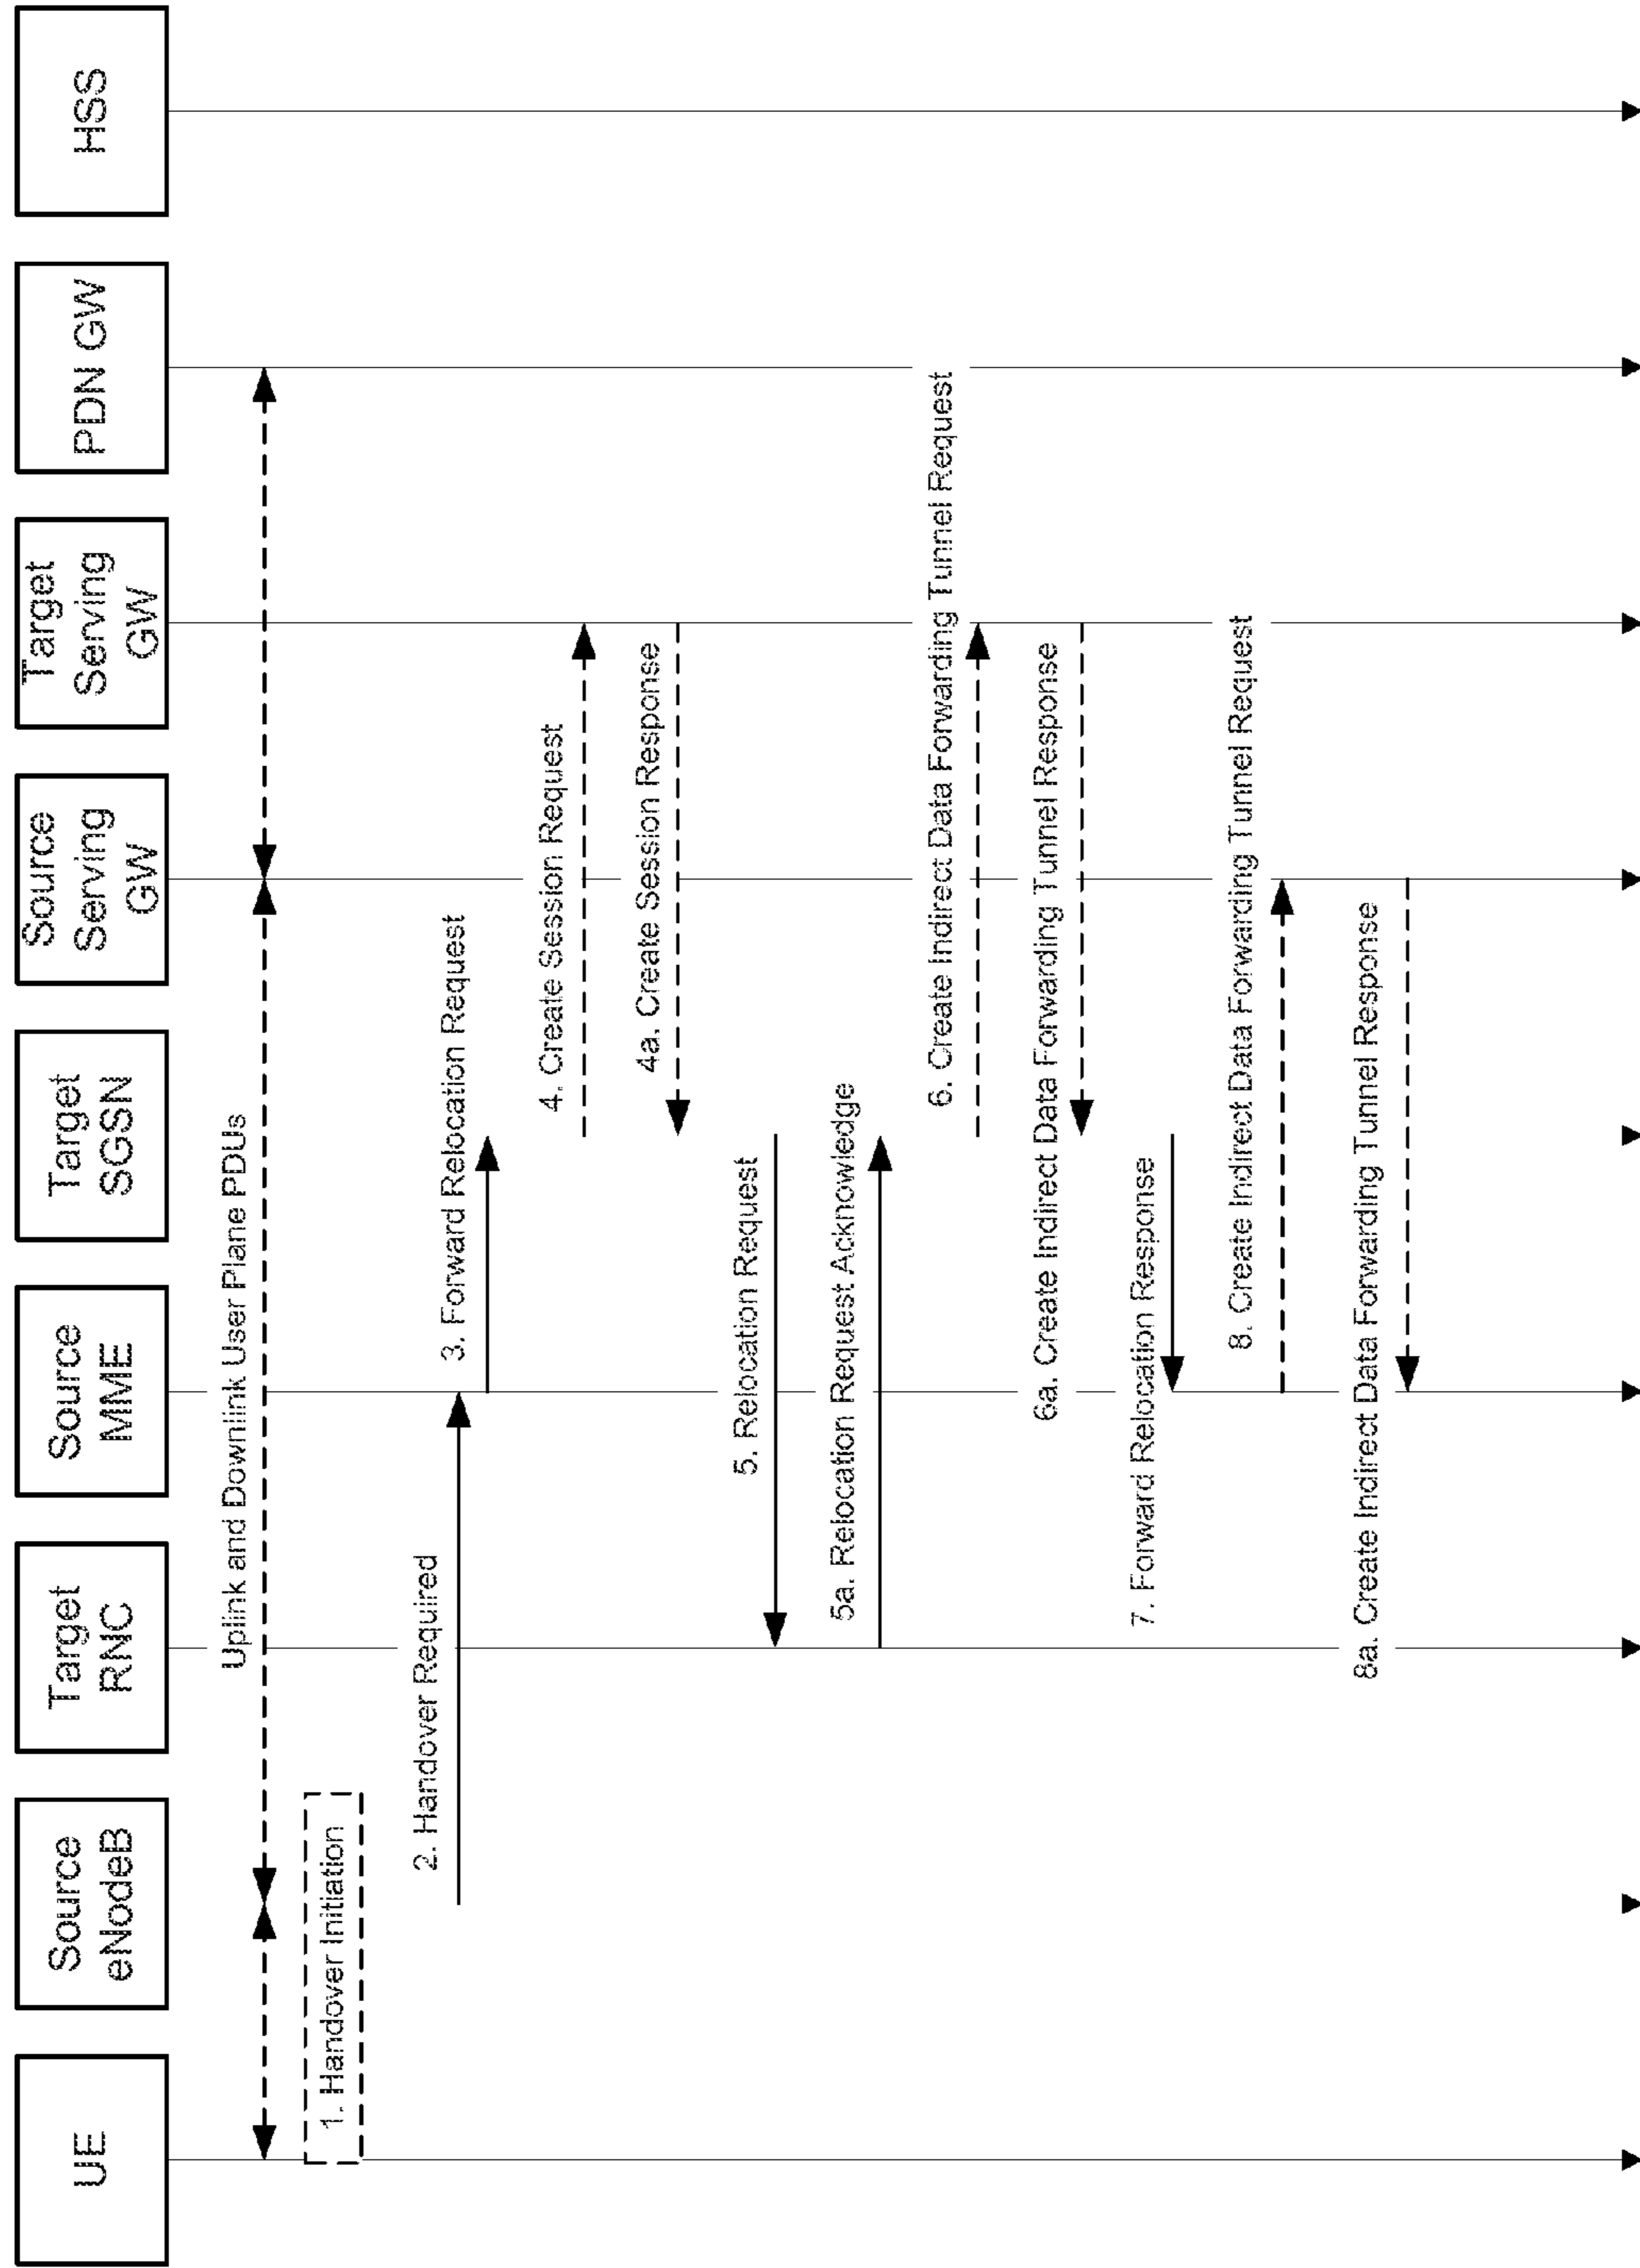 UE
Source
eNodeB
Target
RNC
Source
MME
Target
SGSN
Source
Serving
GW
Target
Serving
GW
PDN GW
HSS
Uplink and Downlink User Plane PDUs
1. Handover Initiation
2. Handover Required
3. Forward Relocation Request
4. Create Session Request
4a. Create Session Response
5. Relocation Request
5a. Relocation Request Acknowledge
6. Create Indirect Data Forwarding Tunnel Request
6a. Create Indirect Data Forwarding Tunnel Response
7. Forward Relocation Response
8. Create Indirect Data Forwarding Tunnel Request
8a. Create Indirect Data Forwarding Tunnel Response